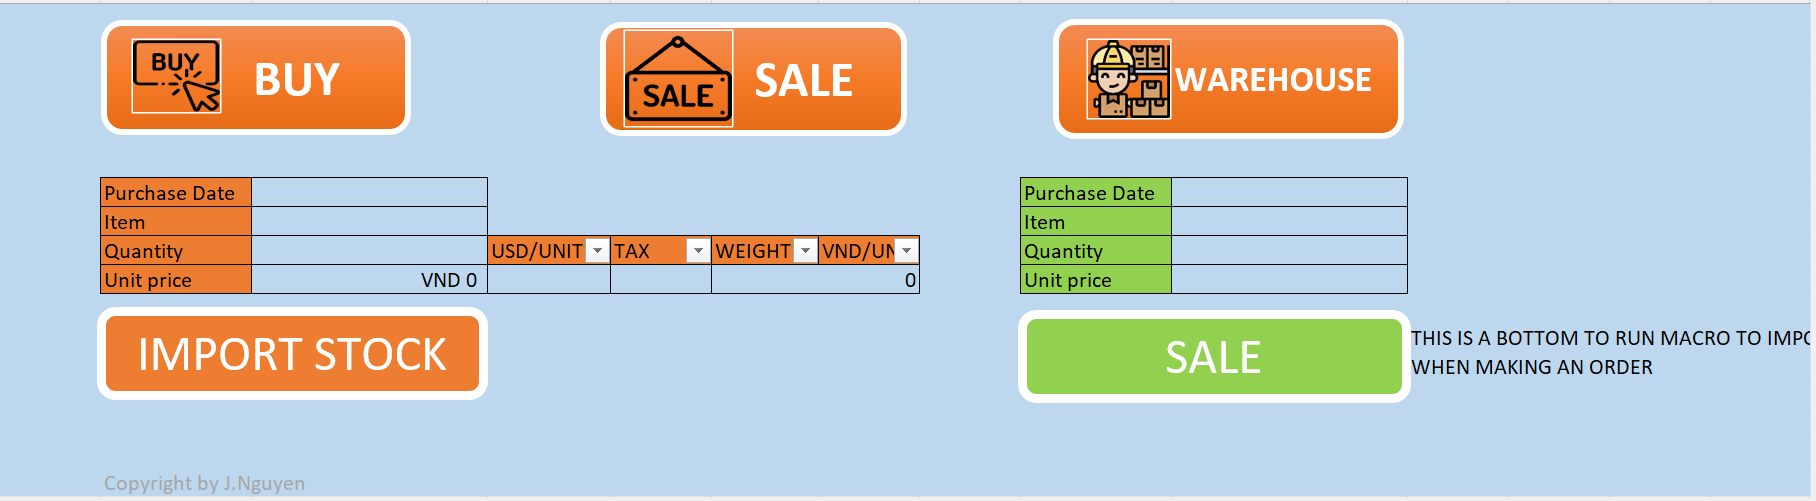 BUY
BUY
SALE
SALE
WAREHOUSE
Purchase Date
Item
Quantity
USD/UNIT TAX WEIGHT VND/UN
Unit price VND 0 0
IMPORT STOCK
Purchase Date
Item
Quantity
Unit price
SALE
THIS IS A BOTTOM TO RUN MACRO TO IMPO
WHEN MAKING AN ORDER
Copyright by J.Nguyen